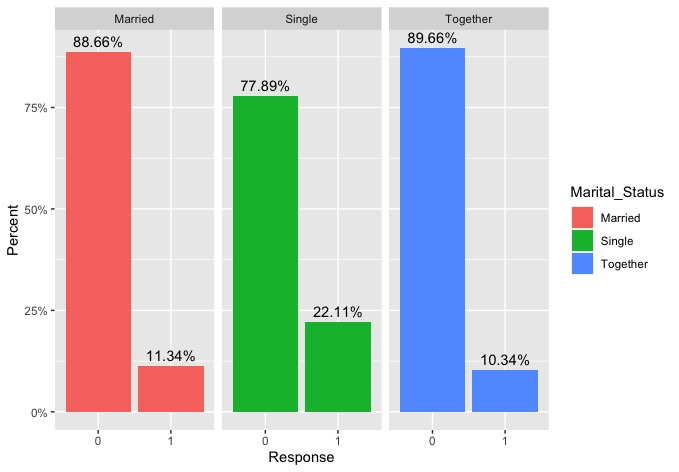 Married Single Together
88.66% 77.89% 89.66%
11.34% 22.11% 10.34%
Percent
75%
50%
25%
0%
0 1 0 1 0 1
Response
Marital_Status
Married
Single
Together